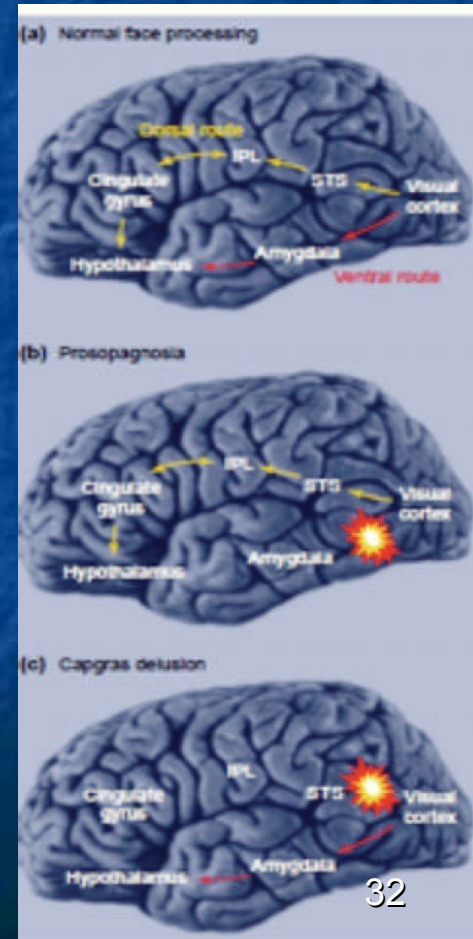 (a) Normal face processing
Dorsal route
IPL
Cingulate
gyrus
STS
Visual
cortex
Hypothalamus
Amygdala
Ventral route
(b) Prosopagnosia
IPL
Cingulate
gyrus
STS
Visual
cortex
Hypothalamus
Amygdala
(c) Capgras delusion
IPL
Cingulate
gyrus
STS
Visual
cortex
Hypothalamus
Amygdala
32